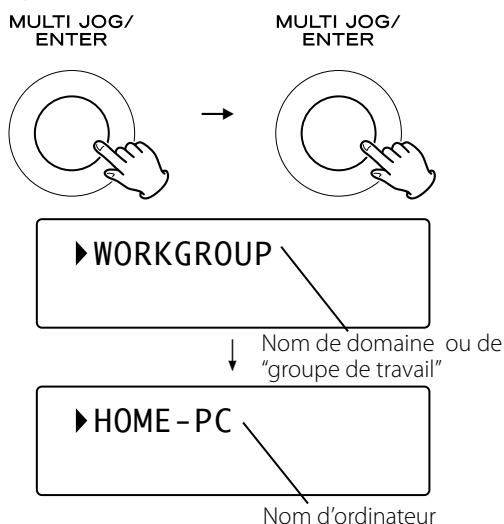 MULTI JOG/
ENTER
MULTI JOG/
ENTER
WORKGROUP
Nom de domaine ou de
“groupe de travail”
HOME-PC
Nom d’ordinateur